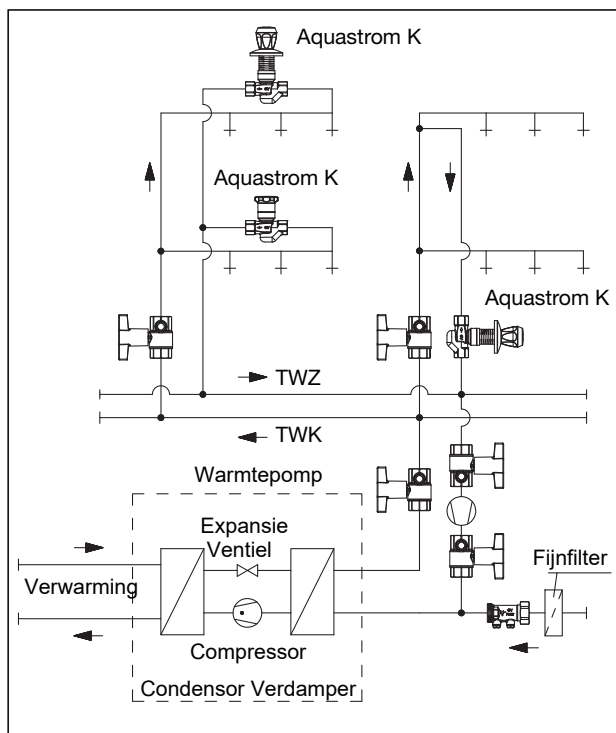 Aquastrom K
Aquastrom K
Aquastrom K
TWZ
TWK
Warmtepomp
Expansie
Ventiel
Fijnfilter
Verwarming
Compressor
Condensor Verdamper